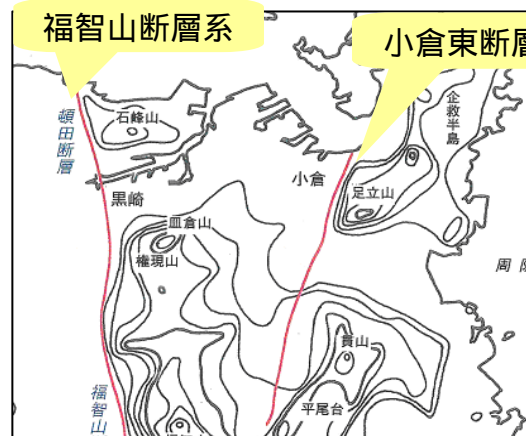 福智山断層系
小倉東断層
企救半島
石峰山
頓田断層
小倉
足立山
黒崎
皿倉山
権現山
周
貫山
平尾台
福智山